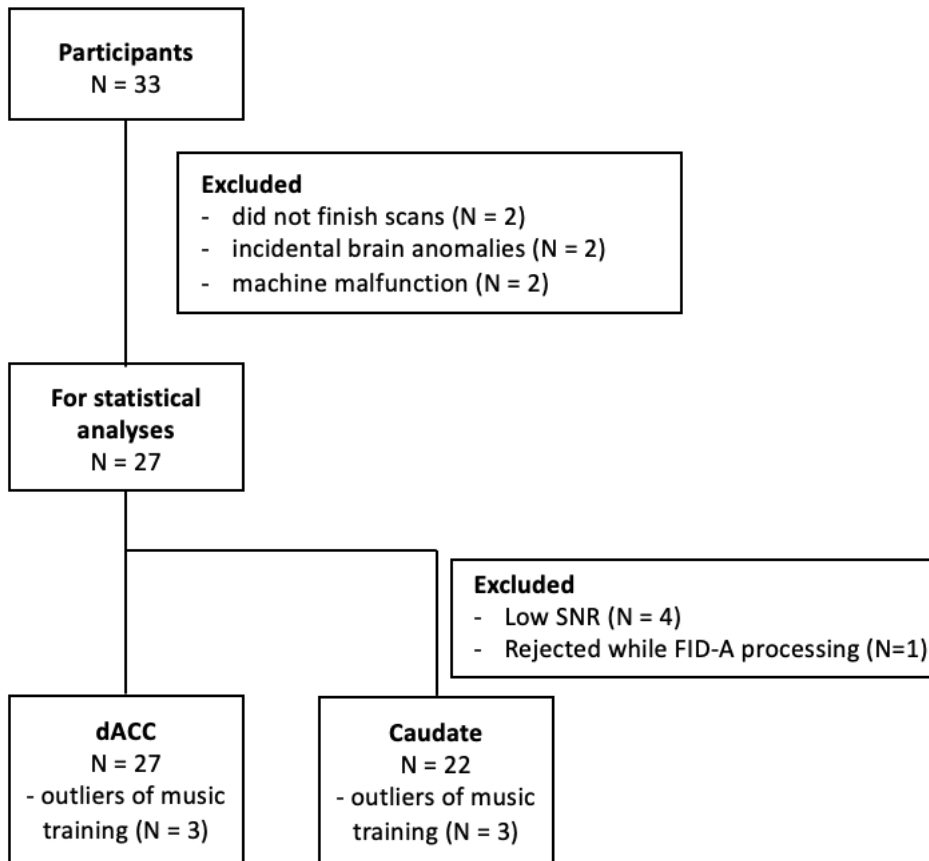 Participants
N = 33
Excluded
- did not finish scans (N = 2)
- incidental brain anomalies (N = 2)
- machine malfunction (N = 2)
For statistical
analyses
N = 27
Excluded
- Low SNR (N = 4)
- Rejected while FID-A processing (N=1)
dACC
N = 27
- outliers of music
training (N = 3)
Caudate
N = 22
- outliers of music
training (N = 3)